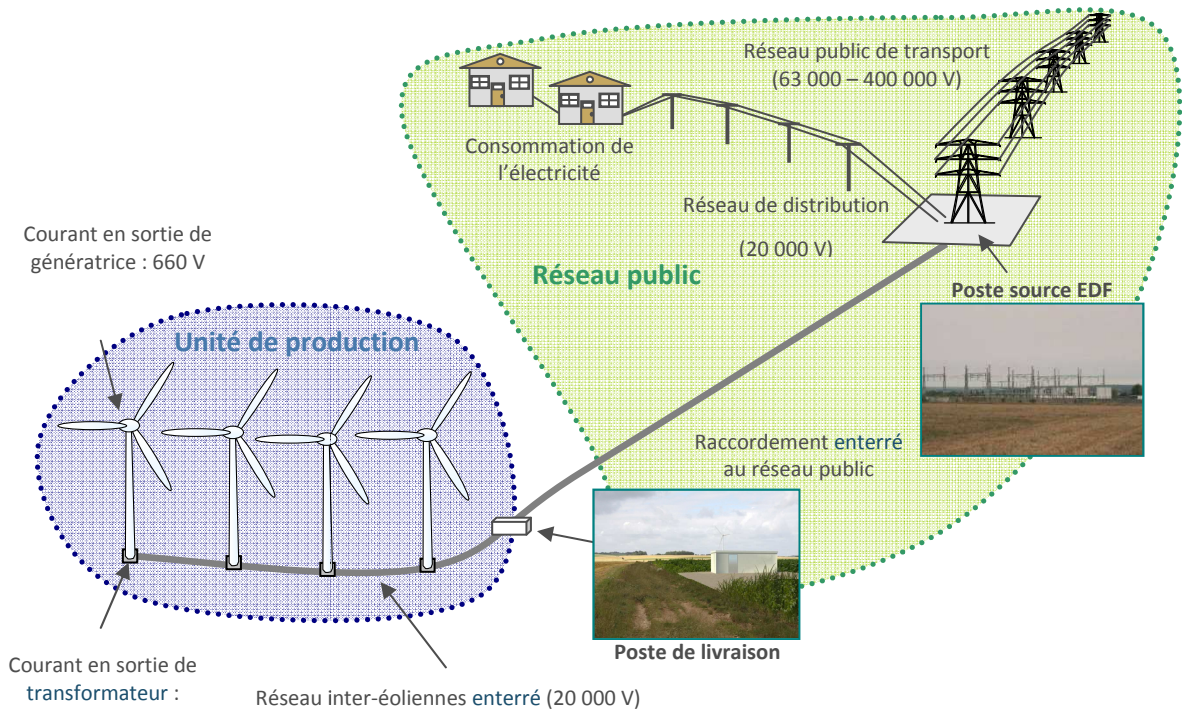 Réseau public de transport
(63 000 – 400 000 V)
Consommation de
l'électricité
Réseau de distribution
(20 000 V)
Courant en sortie de
génératrice : 660 V
Réseau public
Poste source EDF
Unité de production
Raccordement enterré
au réseau public
Poste de livraison
Courant en sortie de
transformateur :
Réseau inter-éoliennes enterré (20 000 V)